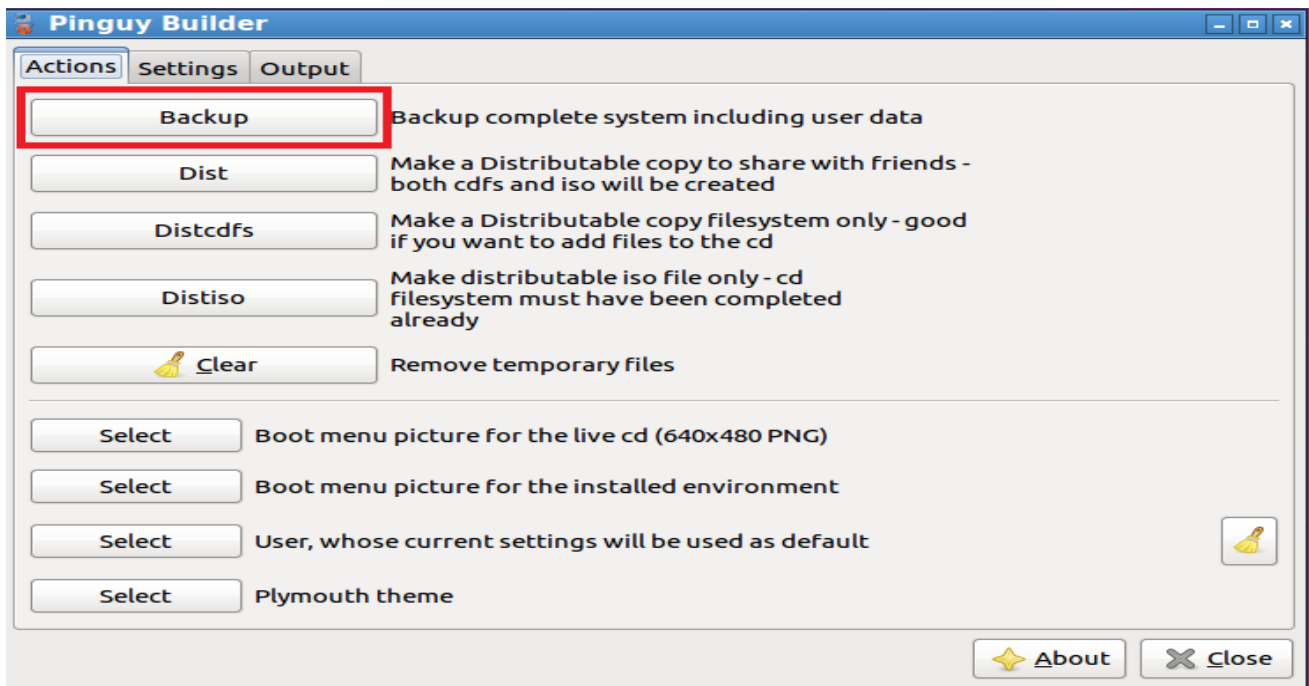 Pinguy Builder
Actions Settings Output
Backup Backup complete system including user data
Dist Make a Distributable copy to share with friends -
both cdfs and iso will be created
Distcdfs Make a Distributable copy filesystem only - good
if you want to add files to the cd
Distiso Make distributable iso file only - cd
filesystem must have been completed
already
Clear Remove temporary files
Select Boot menu picture for the live cd (640x480 PNG)
Select Boot menu picture for the installed environment
Select User, whose current settings will be used as default
Select Plymouth theme
About Close